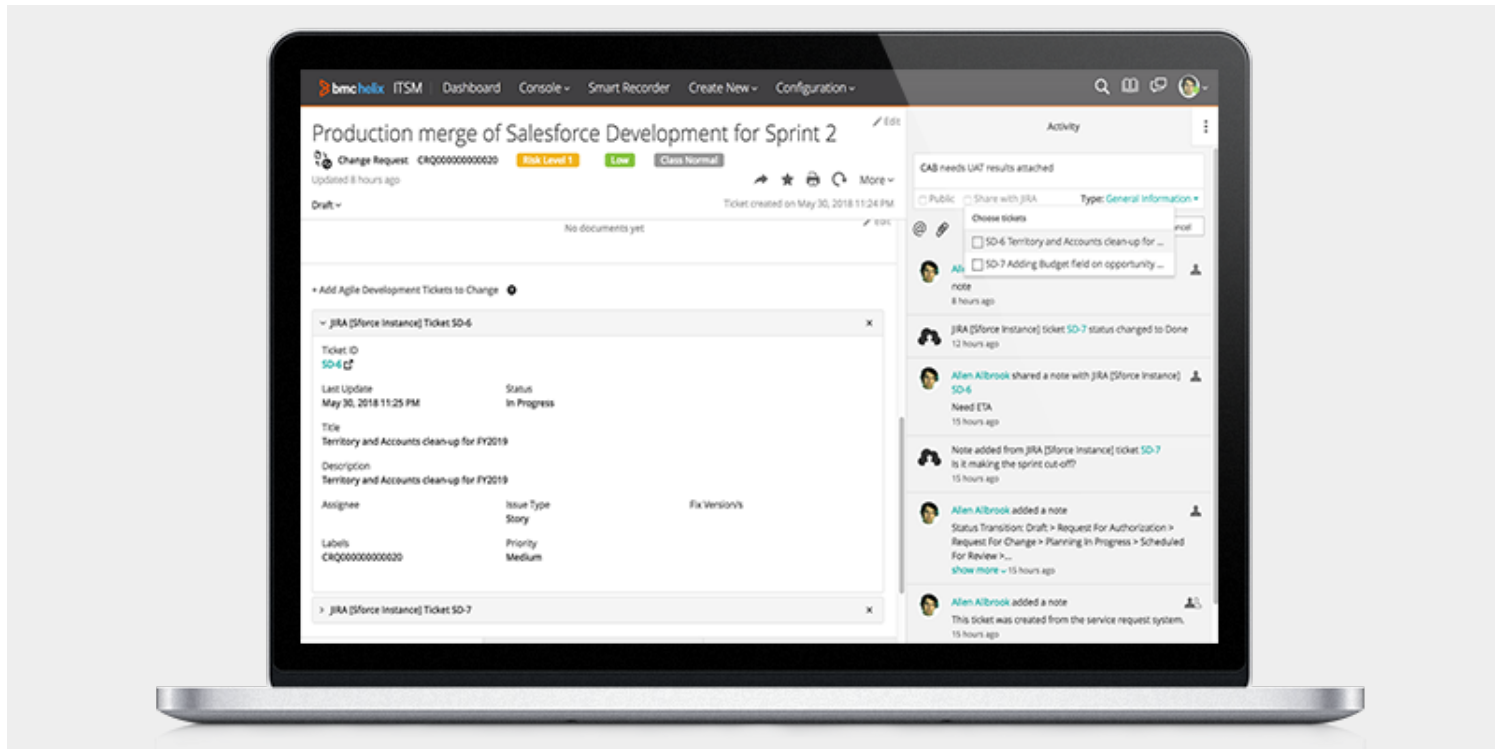 bmc helix ITSM Dashboard Console Smart Recorder Create New Configuration
Production merge of Salesforce Development for Sprint 2
Edit
Change Request CRQ000000000020 Risk Level 1 Low Class Normal
Updated 8 hours ago
More
Draft
Ticket created on May 30, 2018 11:24 PM
No documents yet
Edit
+ Add Agile Development Tickets to Change
JIRA [Sforce Instance] Ticket SD-6
Ticket ID
SD-6
Last Update Status
May 30, 2018 11:25 PM In Progress
Title
Territory and Accounts clean-up for FY2019
Description
Territory and Accounts clean-up for FY2019
Assignee Issue Type Fix Version/s
Story
Labels Priority
CRQ000000000020 Medium
JIRA [Sforce Instance] Ticket SD-7
Activity
CAB needs UAT results attached
Public Share with JIRA Type: General Information
Choose tickets
SD-6 Territory and Accounts clean-up for ...
SD-7 Adding Budget field on opportunity ...
note
8 hours ago
JIRA [Sforce Instance] ticket SD-7 status changed to Done
12 hours ago
Allen Allbrook shared a note with JIRA [Sforce Instance]
SD-6
Need ETA
15 hours ago
Note added from JIRA [Sforce Instance] ticket SD-7
Is it making the sprint cut-off?
15 hours ago
Allen Allbrook added a note
Status Transition: Draft > Request For Authorization >
Request For Change > Planning In Progress > Scheduled
For Review >...
show more 15 hours ago
Allen Allbrook added a note
This ticket was created from the service request system.
15 hours ago